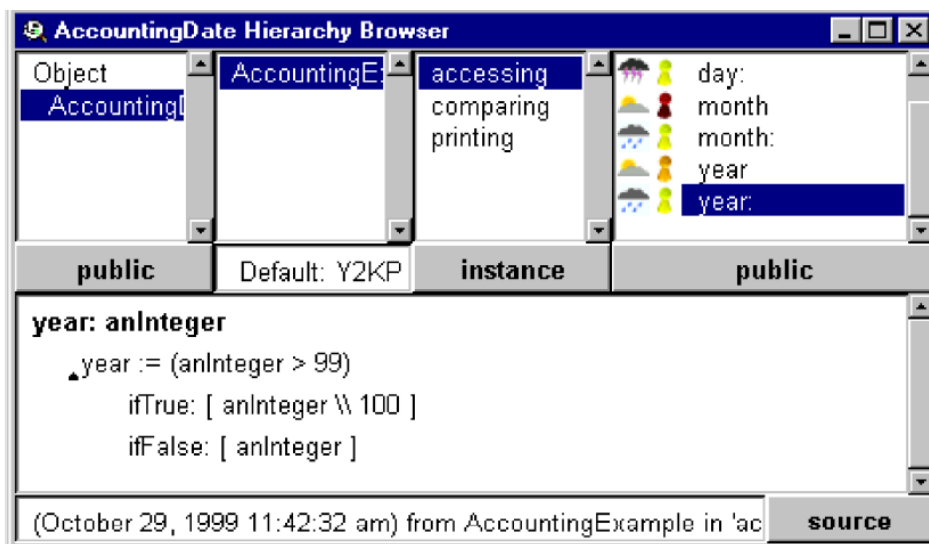 AccountingDate Hierarchy Browser
Object
AccountingD
AccountingEx
accessing
comparing
printing
day:
month
month:
year
year:
public
Default: Y2KP
instance
public
year: anInteger
year := (anInteger > 99)
ifTrue: [ anInteger \\ 100 ]
ifFalse: [ anInteger ]
(October 29, 1999 11:42:32 am) from AccountingExample in 'ac
source